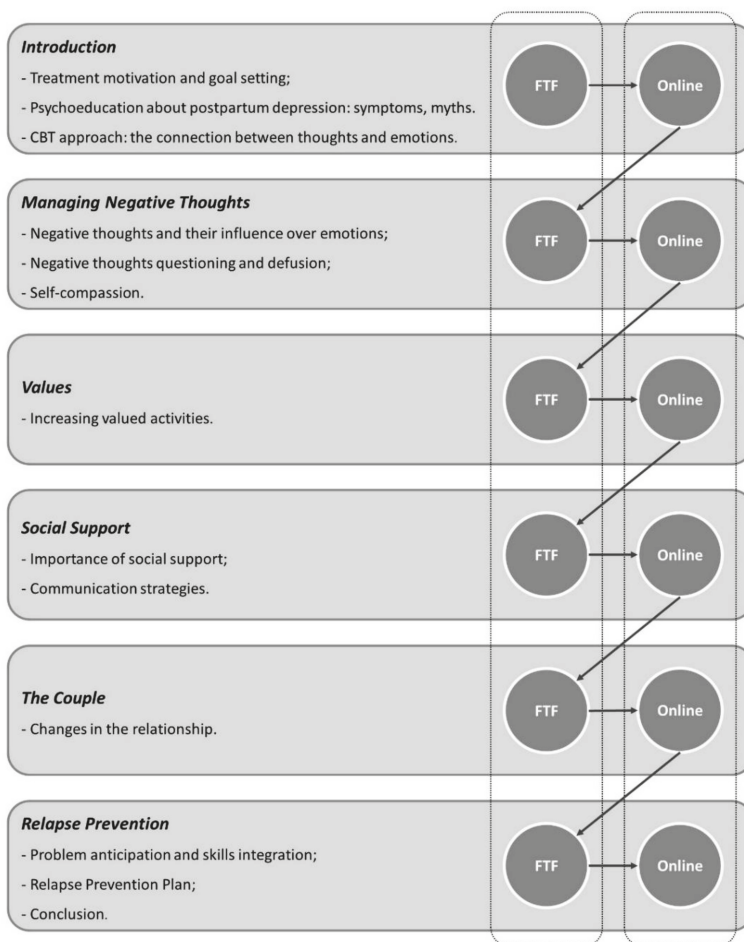 Introduction
- Treatment motivation and goal setting;
- Psychoeducation about postpartum depression: symptoms, myths.
- CBT approach: the connection between thoughts and emotions.
FTF
Online
Managing Negative Thoughts
- Negative thoughts and their influence over emotions;
- Negative thoughts questioning and defusion;
- Self-compassion.
FTF
Online
Values
- Increasing valued activities.
FTF
Online
Social Support
- Importance of social support;
- Communication strategies.
FTF
Online
The Couple
- Changes in the relationship.
FTF
Online
Relapse Prevention
- Problem anticipation and skills integration;
- Relapse Prevention Plan;
- Conclusion.
FTF
Online